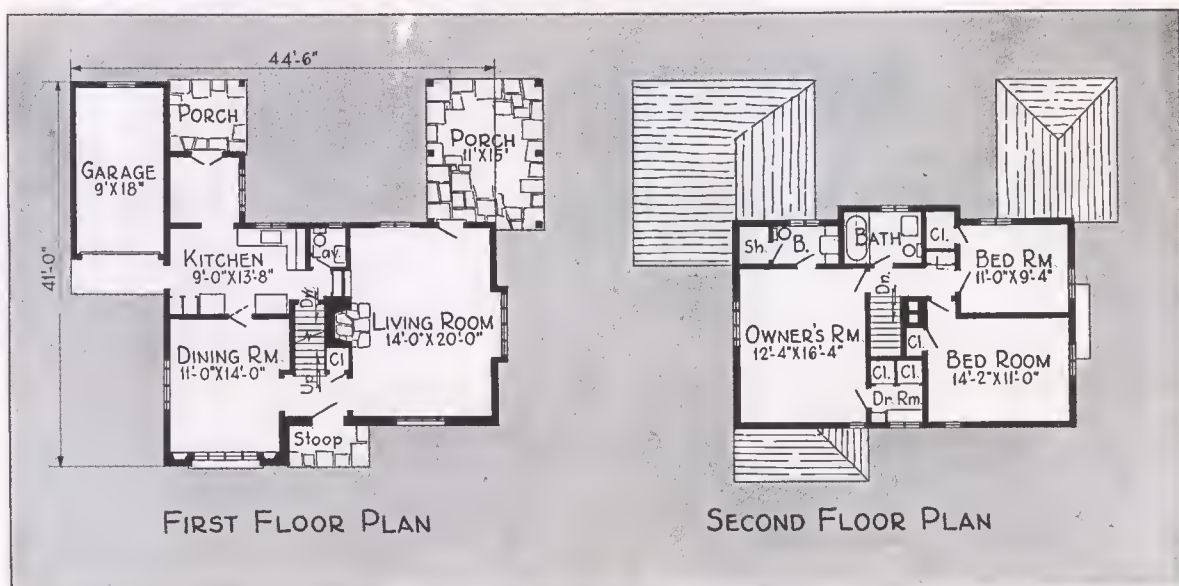 44'-6"
41'-0"
PORCH
PORCH
11'X15'
GARAGE
9'X18'
Lav.
KITCHEN
9'-0"X13'-8"
Dn
LIVING ROOM
14'-0"X20'-0"
DINING RM.
11'-0"X14'-0"
Cl
Up
Stoop
FIRST FLOOR PLAN
Sh.
B.
BATH
Cl.
BED RM.
11'-0"X9'-4"
L.
Dn.
OWNER'S RM.
12'-4"X16'-4"
Cl.
BED ROOM
14'-2"X11'-0"
Cl.
Cl.
Dr. Rm.
SECOND FLOOR PLAN